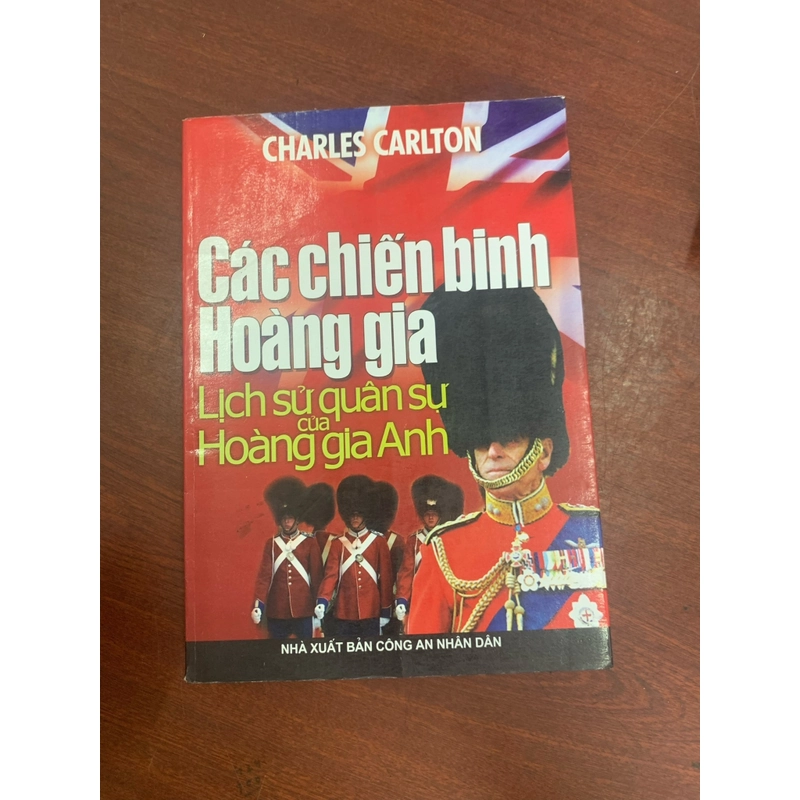 CHARLES CARLTON
Các chiến binh
Hoàng gia
Lịch sử quân sự
của
Hoàng gia Anh
NHÀ XUẤT BẢN CÔNG AN NHÂN DÂN